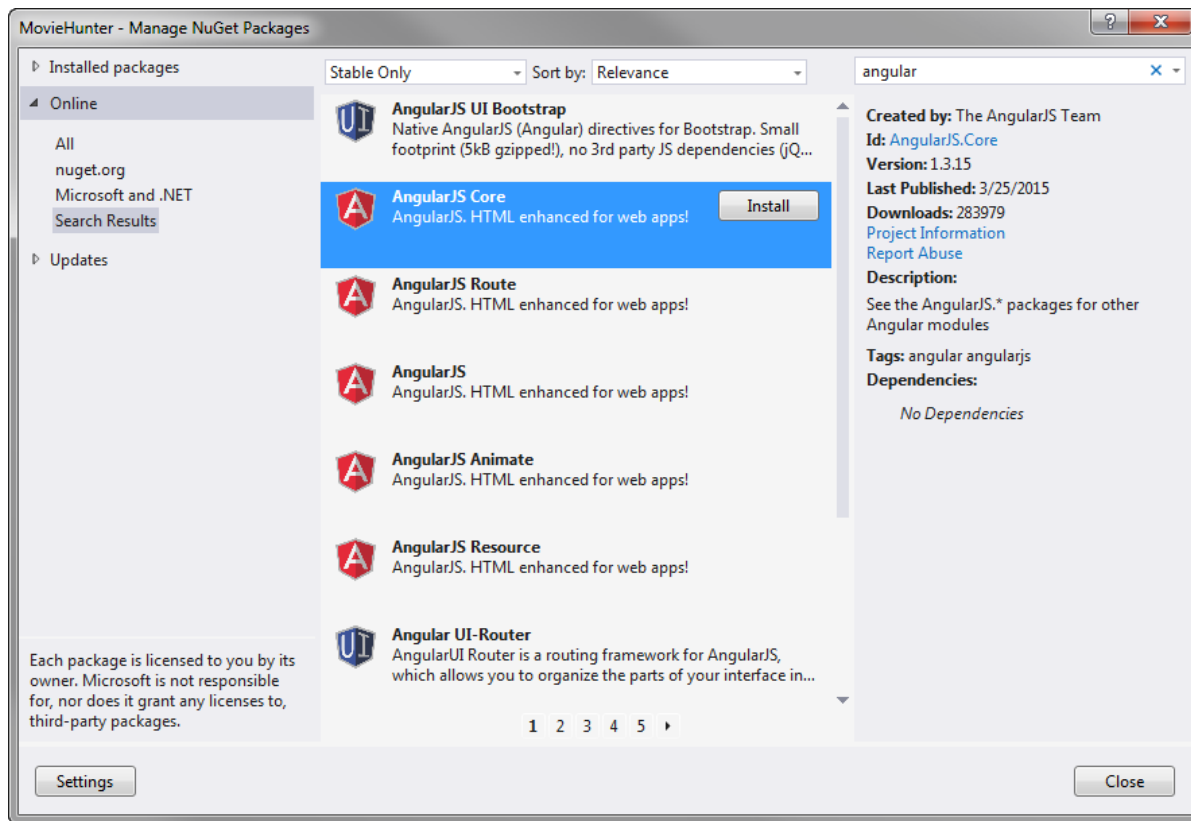 MovieHunter - Manage NuGet Packages
Installed packages
Online
All
nuget.org
Microsoft and .NET
Search Results
Updates
Each package is licensed to you by its
owner. Microsoft is not responsible
for, nor does it grant any licenses to,
third-party packages.
Stable Only
Sort by: Relevance
AngularJS UI Bootstrap
Native AngularJS (Angular) directives for Bootstrap. Small
footprint (5kB gzipped!), no 3rd party JS dependencies (jQ...
AngularJS Core
AngularJS. HTML enhanced for web apps!
Install
AngularJS Route
AngularJS. HTML enhanced for web apps!
AngularJS
AngularJS. HTML enhanced for web apps!
AngularJS Animate
AngularJS. HTML enhanced for web apps!
AngularJS Resource
AngularJS. HTML enhanced for web apps!
Angular UI-Router
AngularUI Router is a routing framework for AngularJS,
which allows you to organize the parts of your interface in...
1 2 3 4 5
angular
Created by: The AngularJS Team
Id: AngularJS.Core
Version: 1.3.15
Last Published: 3/25/2015
Downloads: 283979
Project Information
Report Abuse
Description:
See the AngularJS.* packages for other
Angular modules
Tags: angular angularjs
Dependencies:
No Dependencies
Settings
Close